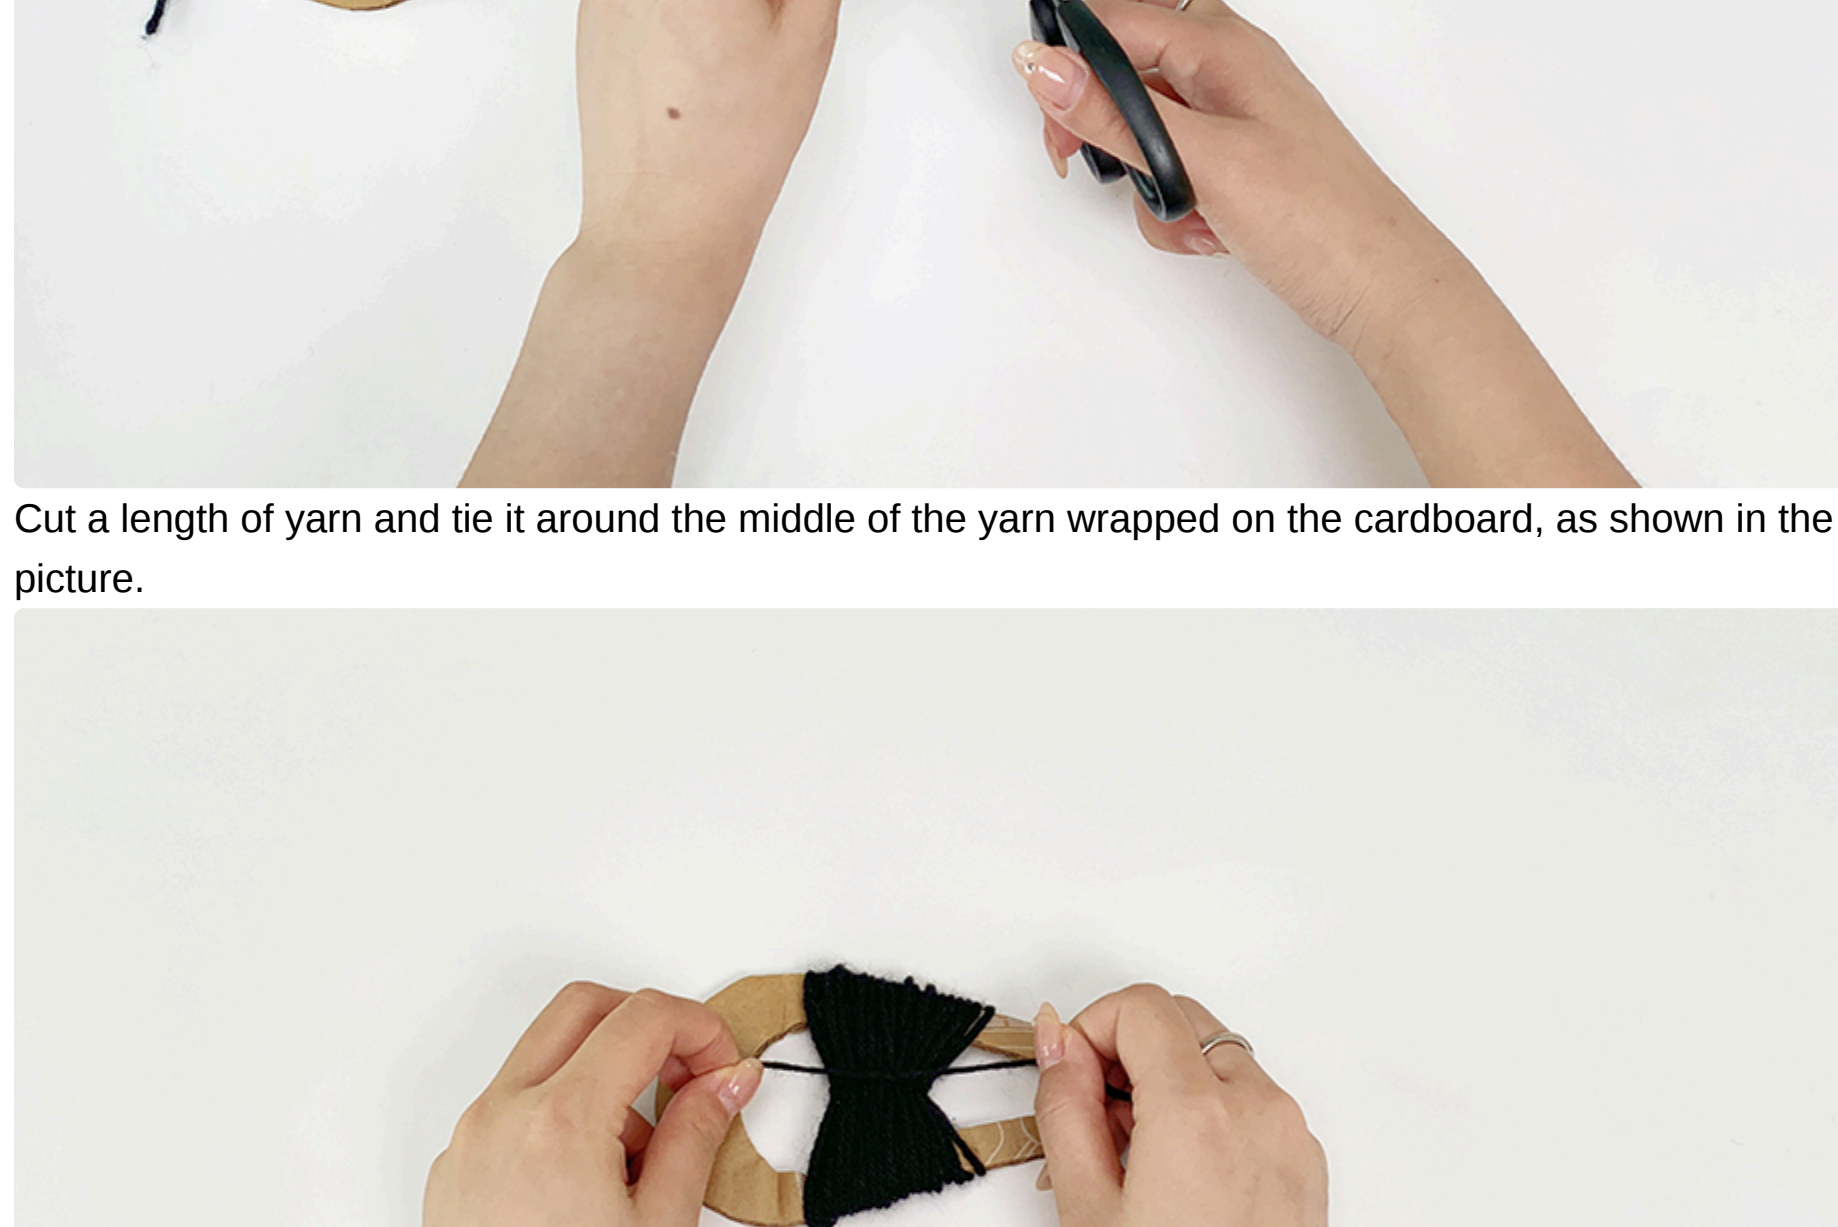 Cut a length of yarn and tie it around the middle of the yarn wrapped on the cardboard, as shown in the
picture.